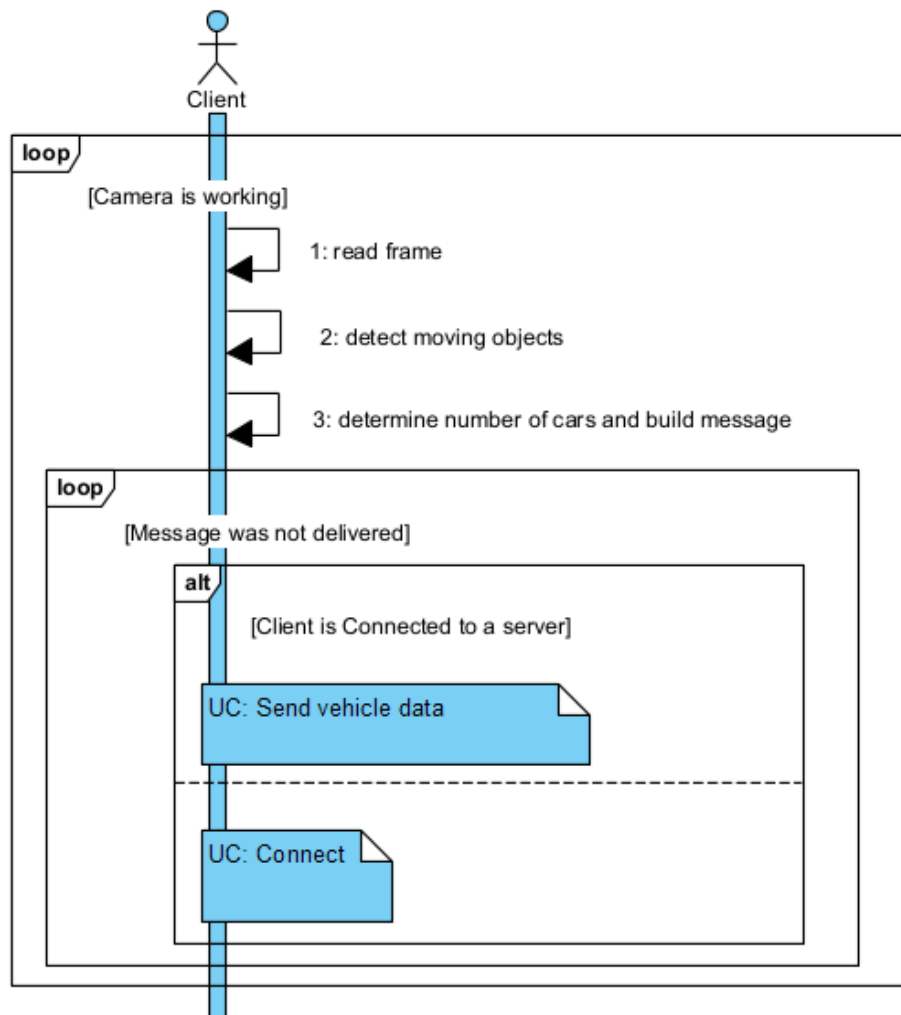 Client
loop
[Camera is working]
1: read frame
2: detect moving objects
3: determine number of cars and build message
loop
[Message was not delivered]
alt
[Client is Connected to a server]
UC: Send vehicle data
UC: Connect